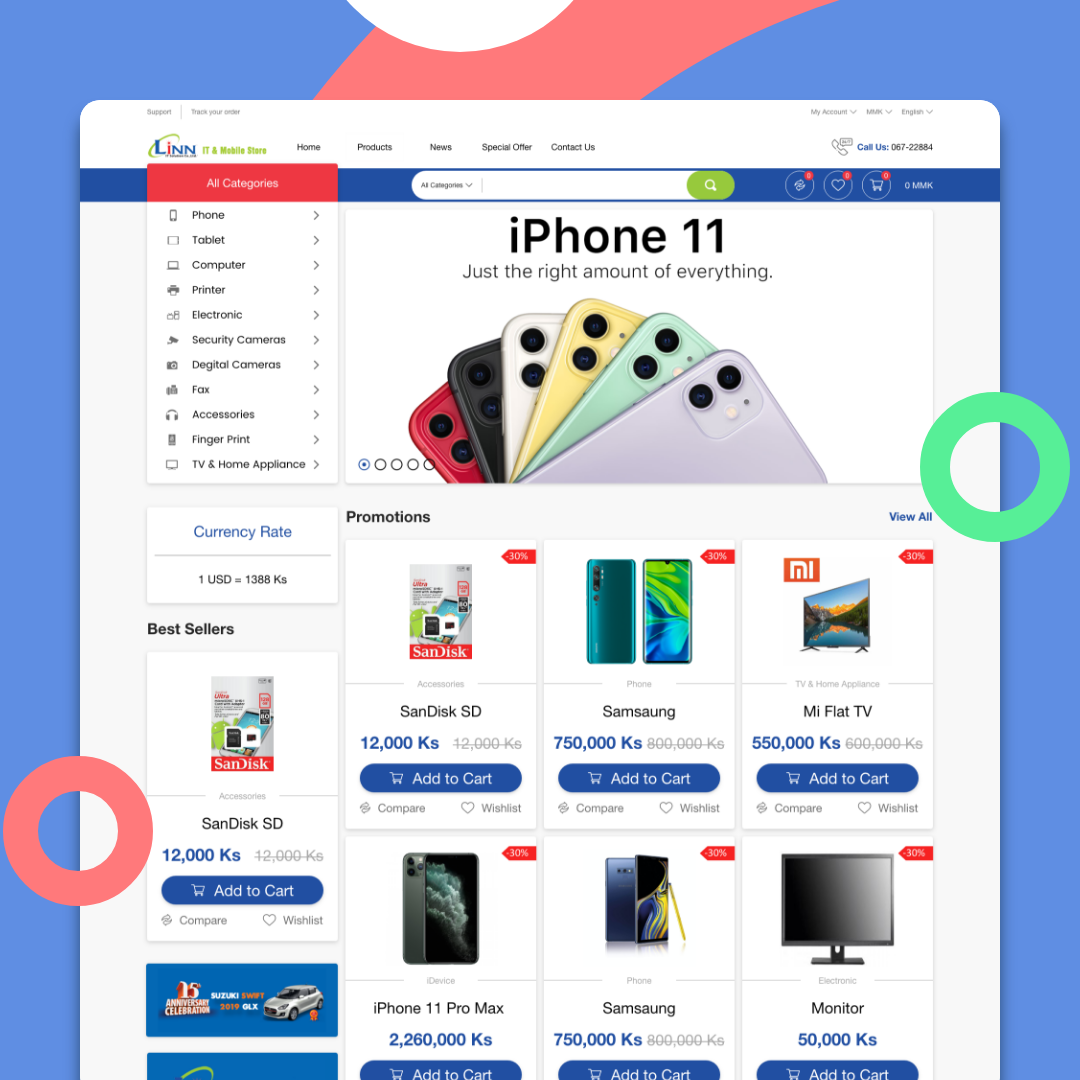 Support
Track your order
My Account
MMK
English
LiNN
IT & Mobile Store
Home
Products
News
Special Offer
Contact Us
Call Us: 067-22884
All Categories
All Categories
0
0
0
0 MMK
Phone
Tablet
Computer
Printer
Electronic
Security Cameras
Degital Cameras
Fax
Accessories
Finger Print
TV & Home Appliance
iPhone 11
Just the right amount of everything.
Currency Rate
1 USD = 1388 Ks
Best Sellers
Ultra
SanDisk
Accessories
SanDisk SD
12,000 Ks 12,000 Ks
Add to Cart
Compare
Wishlist
15th
ANNIVERSARY
CELEBRATION
SUZUKI SWIFT
2019 GLX
Promotions
View All
-30%
Ultra
SanDisk
Accessories
SanDisk SD
12,000 Ks 12,000 Ks
Add to Cart
Compare
Wishlist
-30%
Phone
Samsaung
750,000 Ks 800,000 Ks
Add to Cart
Compare
Wishlist
-30%
mi
TV & Home Appliance
Mi Flat TV
550,000 Ks 600,000 Ks
Add to Cart
Compare
Wishlist
-30%
iDevice
iPhone 11 Pro Max
2,260,000 Ks
Add to Cart
-30%
Phone
Samsaung
750,000 Ks 800,000 Ks
Add to Cart
-30%
Electronic
Monitor
50,000 Ks
Add to Cart